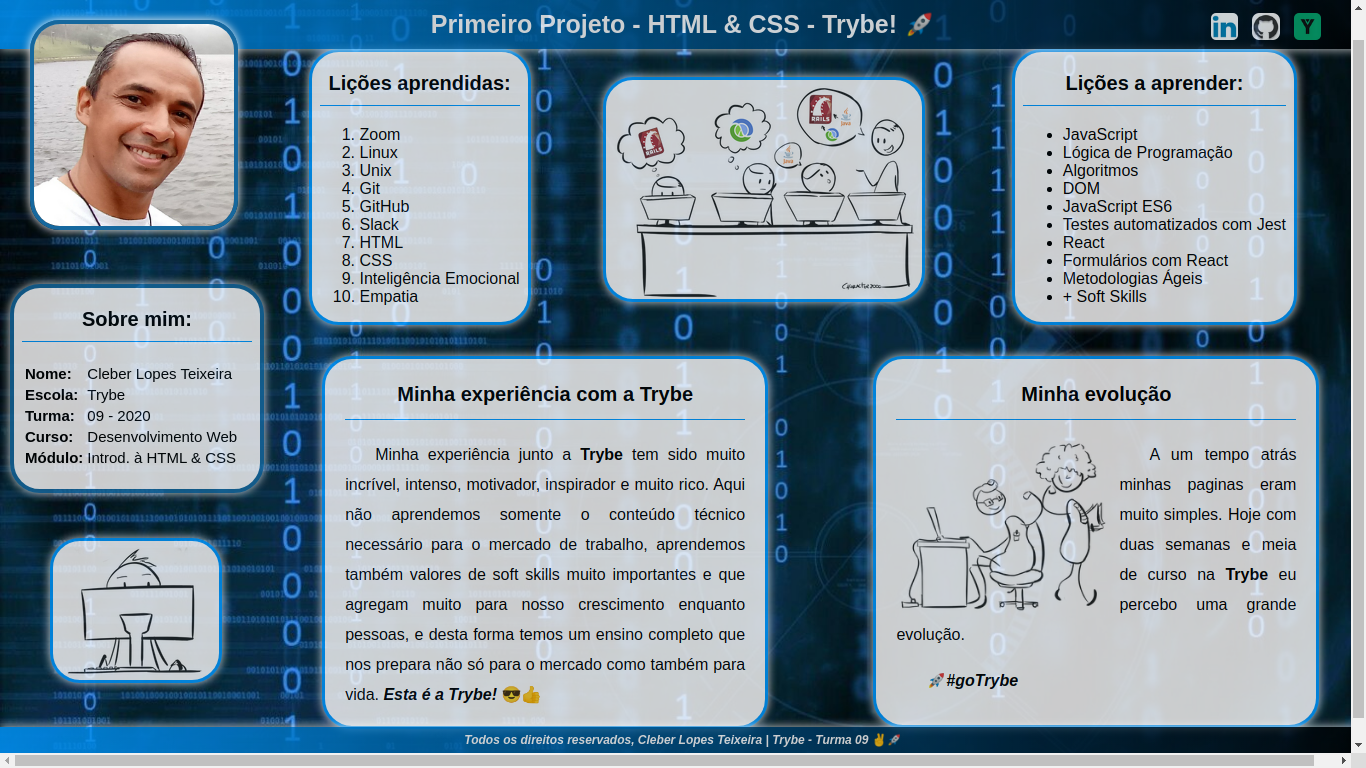 Primeiro Projeto - HTML & CSS - Trybe! 🚀
Lições aprendidas:
1. Zoom
2. Linux
3. Unix
4. Git
5. GitHub
6. Slack
7. HTML
8. CSS
9. Inteligência Emocional
10. Empatia
RAILS
RAILS
Java
Java
Lições a aprender:
• JavaScript
• Lógica de Programação
• Algoritmos
• DOM
• JavaScript ES6
• Testes automatizados com Jest
• React
• Formulários com React
• Metodologias Ágeis
• + Soft Skills
Sobre mim:
Nome: Cleber Lopes Teixeira
Escola: Trybe
Turma: 09 - 2020
Curso: Desenvolvimento Web
Módulo: Introd. à HTML & CSS
Minha experiência com a Trybe
Minha experiência junto a Trybe tem sido muito
incrível, intenso, motivador, inspirador e muito rico. Aqui
não aprendemos somente o conteúdo técnico
necessário para o mercado de trabalho, aprendemos
também valores de soft skills muito importantes e que
agregam muito para nosso crescimento enquanto
pessoas, e desta forma temos um ensino completo que
nos prepara não só para o mercado como também para
vida. Esta é a Trybe! 😎👍
Minha evolução
A um tempo atrás
minhas paginas eram
muito simples. Hoje com
duas semanas e meia
de curso na Trybe eu
percebo uma grande
evolução.
🚀#goTrybe
Todos os direitos reservados, Cleber Lopes Teixeira | Trybe - Turma 09 ✌🚀